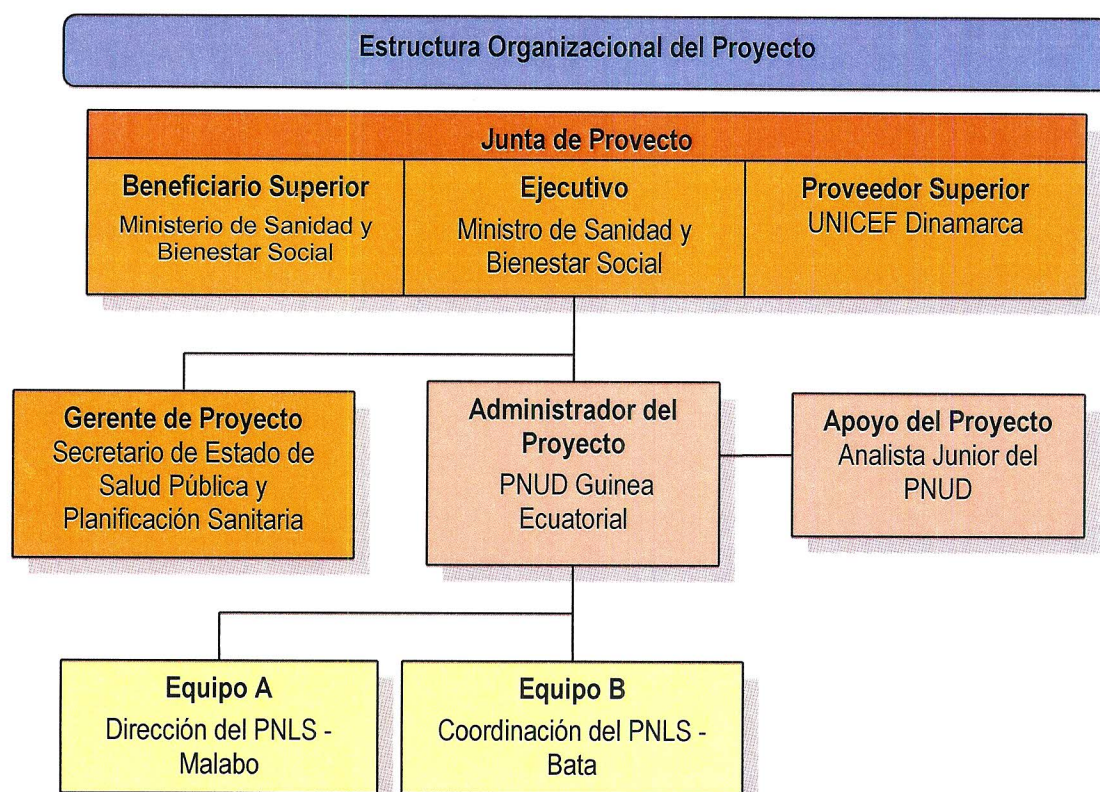 Estructura Organizacional del Proyecto
Junta de Proyecto
Beneficiario Superior
Ministerio de Sanidad y
Bienestar Social
Ejecutivo
Ministro de Sanidad y
Bienestar Social
Proveedor Superior
UNICEF Dinamarca
Gerente de Proyecto
Secretario de Estado de
Salud Pública y
Planificación Sanitaria
Administrador del
Proyecto
PNUD Guinea
Ecuatorial
Apoyo del Proyecto
Analista Junior del
PNUD
Equipo A
Dirección del PNLS -
Malabo
Equipo B
Coordinación del PNLS -
Bata